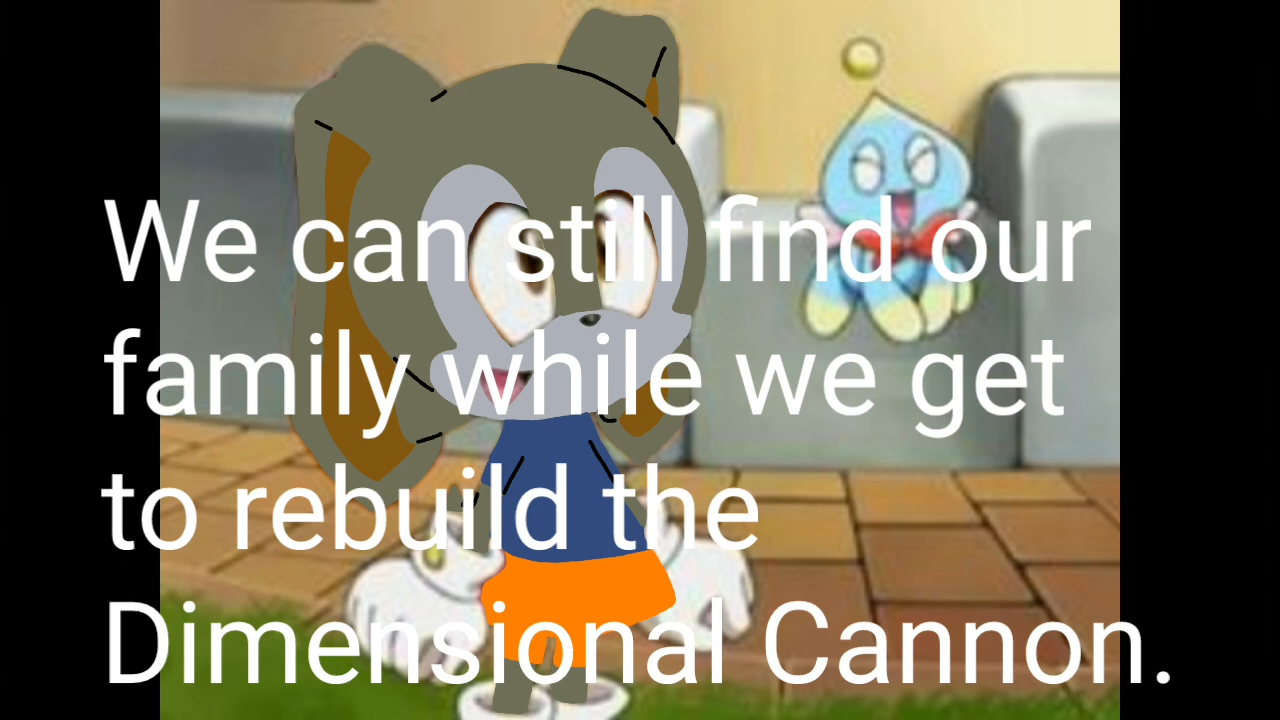 We can still find our
family while we get
to rebuild the
Dimensional Cannon.